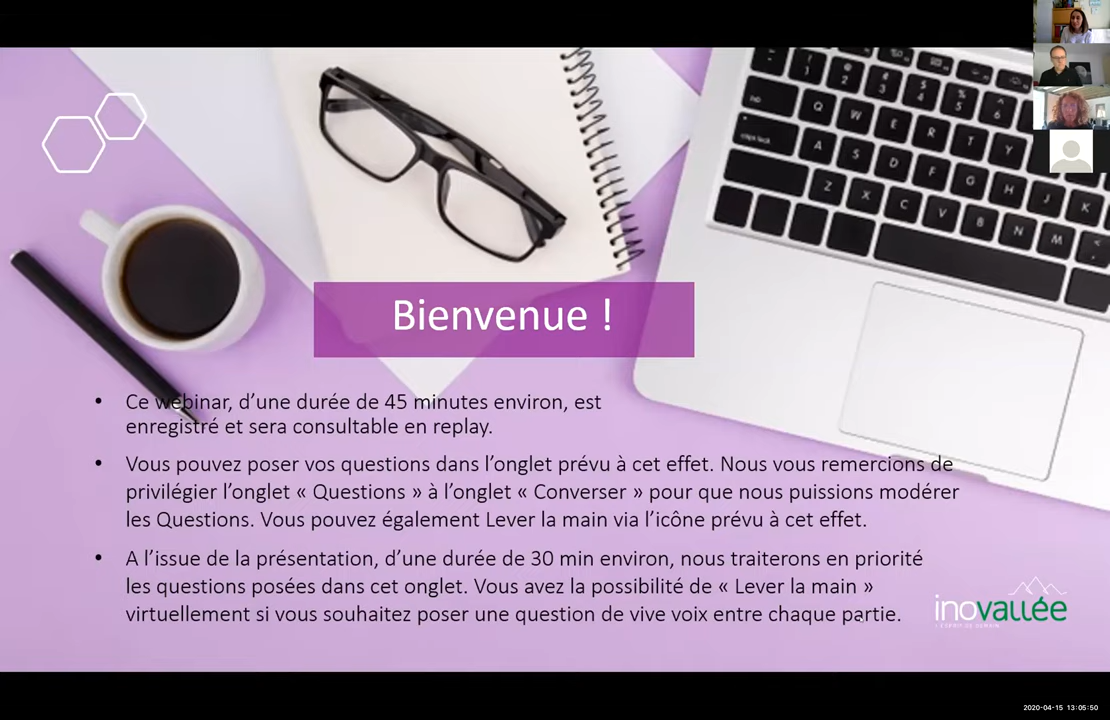 Bienvenue !
• Ce webinar, d'une durée de 45 minutes environ, est
enregistré et sera consultable en replay.
• Vous pouvez poser vos questions dans l'onglet prévu à cet effet. Nous vous remercions de
privilégier l'onglet « Questions » à l'onglet « Converser » pour que nous puissions modérer
les Questions. Vous pouvez également Lever la main via l'icône prévu à cet effet.
• A l'issue de la présentation, d'une durée de 30 min environ, nous traiterons en priorité
les questions posées dans cet onglet. Vous avez la possibilité de « Lever la main »
virtuellement si vous souhaitez poser une question de vive voix entre chaque partie.
inovallée
L'ESPRIT DE DEMAIN
2020-04-15 13:05:50